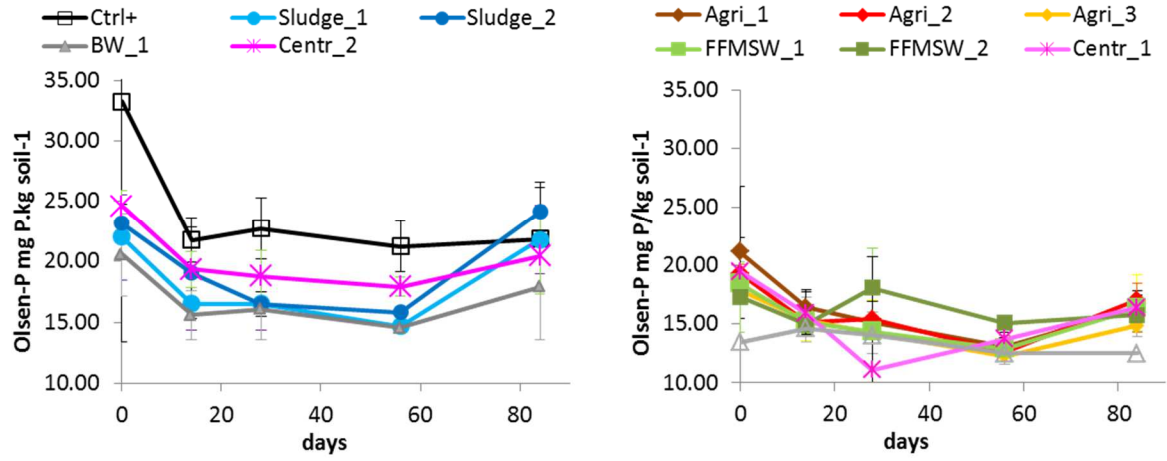 Ctrl+ Sludge_1 Sludge_2
BW_1 Centr_2
35.00
30.00
25.00
20.00
15.00
10.00
Olsen-P mg P.kg soil-1
0 20 40 60 80
days
Agri_1 Agri_2 Agri_3
FFMSW_1 FFMSW_2 Centr_1
35.00
30.00
25.00
20.00
15.00
10.00
Olsen-P mg P/kg soil-1
0 20 40 60 80
days